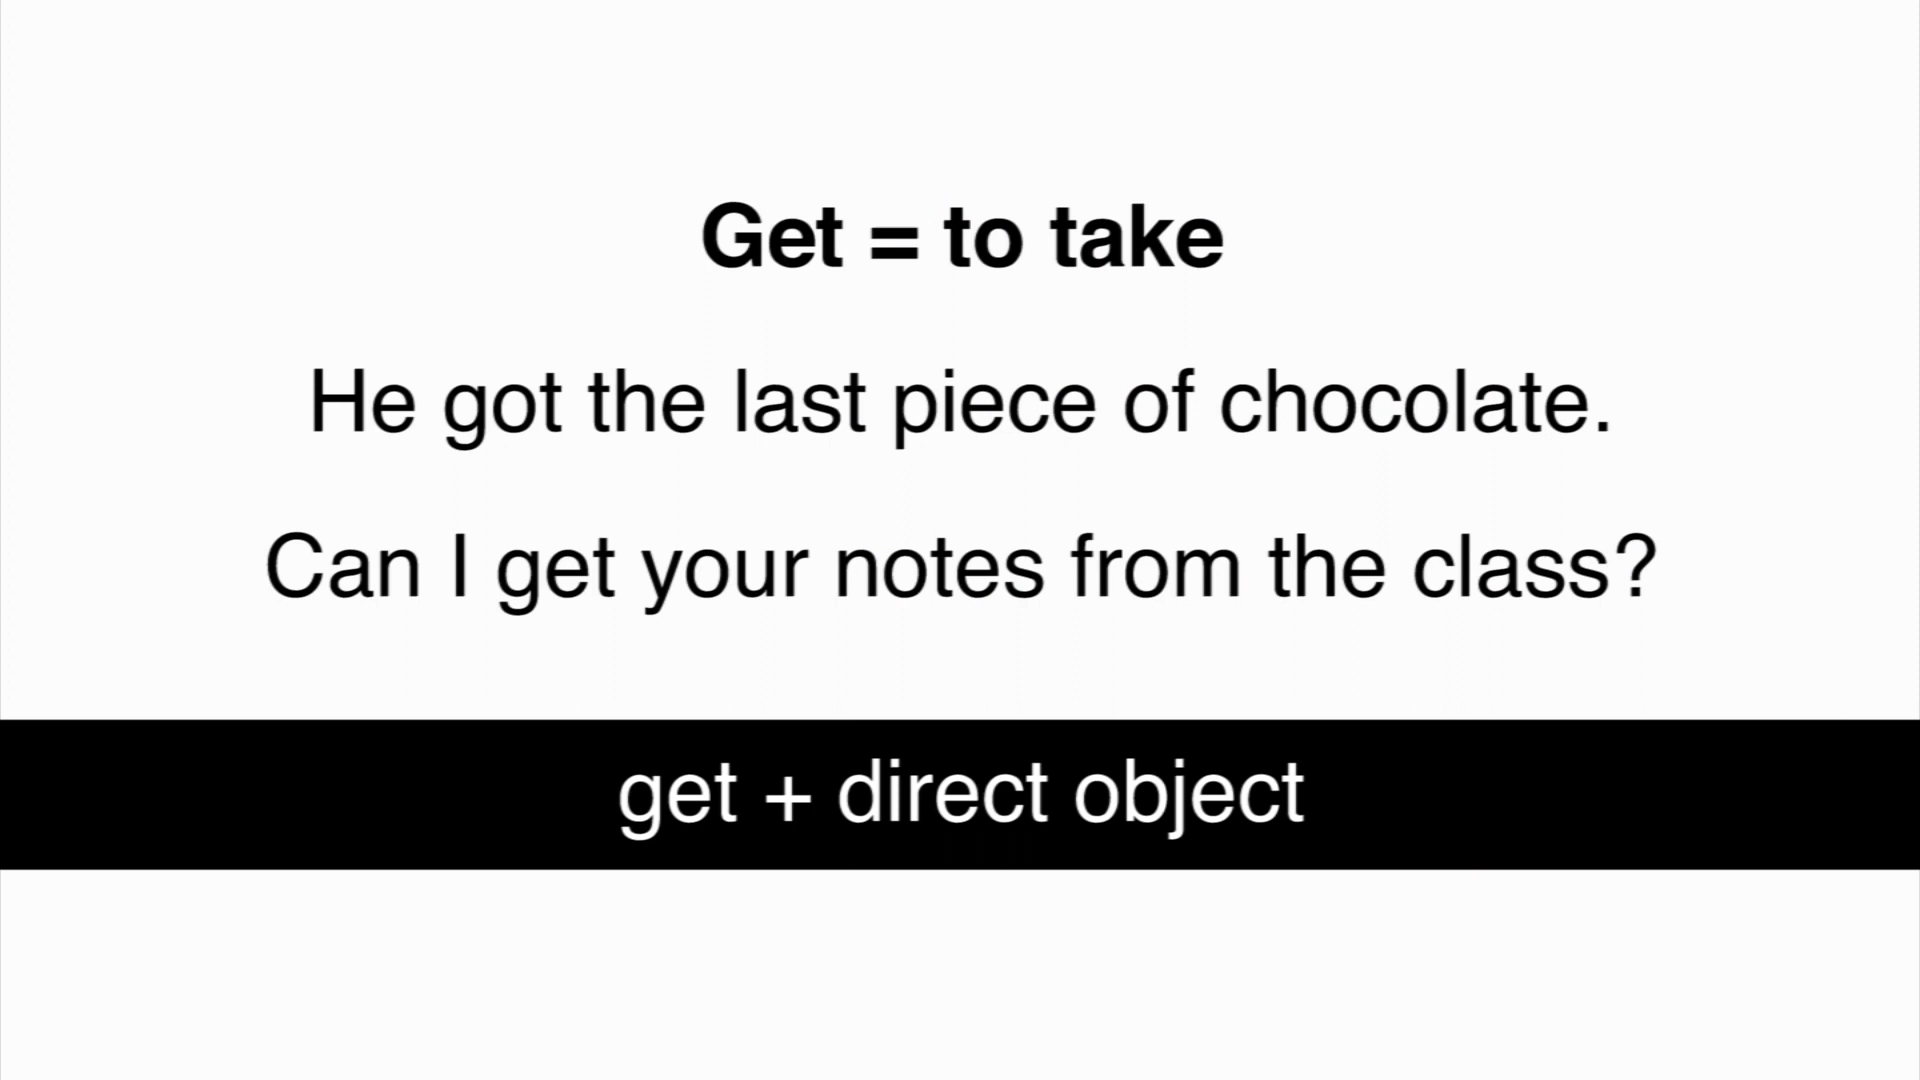 Get = to take
He got the last piece of chocolate.
Can I get your notes from the class?
get + direct object